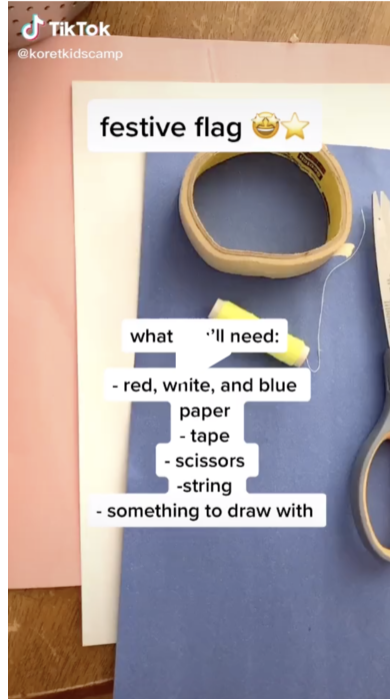 TikTok
@koretkidscamp
festive flag 🤩⭐
what 'll need:
- red, white, and blue
paper
- tape
- scissors
-string
- something to draw with